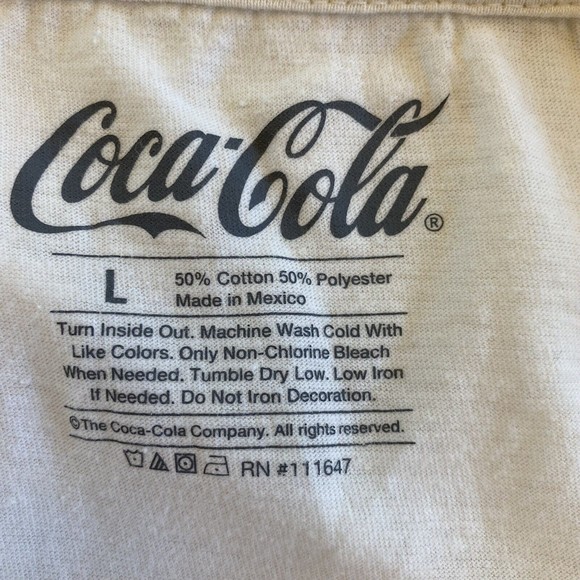 Coca-Cola®
L 50% Cotton 50% Polyester
Made in Mexico
Turn Inside Out. Machine Wash Cold With
Like Colors. Only Non-Chlorine Bleach
When Needed. Tumble Dry Low. Low Iron
If Needed. Do Not Iron Decoration.
©The Coca-Cola Company. All rights reserved.
RN #111647